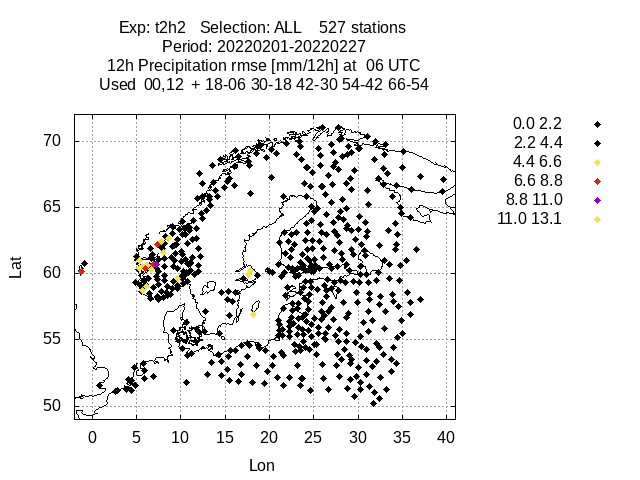 Exp: t2h2   Selection: ALL    527 stations
Period: 20220201-20220227
12h Precipitation rmse [mm/12h] at  06 UTC
Used  00,12  + 18-06 30-18 42-30 54-42 66-54
0.0 2.2
2.2 4.4
4.4 6.6
6.6 8.8
8.8 11.0
11.0 13.1
70
65
60
55
50
Lat
0 5 10 15 20 25 30 35 40
Lon